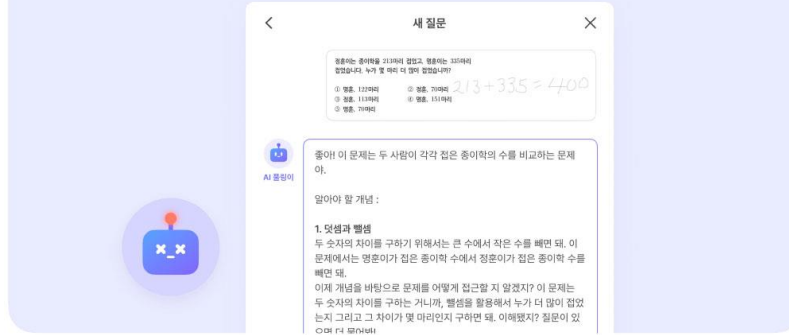 새 질문
정훈이는 종이학을 213마리 접었고, 명훈이는 335마리
접었습니다. 누가 몇 마리 더 많이 접었습니까?
① 명훈, 122마리 ② 정훈, 70마리
③ 정훈, 113마리 ④ 명훈, 151마리
⑤ 명훈, 70마리
213+335=400
AI 풀링이
좋아! 이 문제는 두 사람이 각각 접은 종이학의 수를 비교하는 문제
야.
알아야 할 개념 :
1. 덧셈과 뺄셈
두 숫자의 차이를 구하기 위해서는 큰 수에서 작은 수를 빼면 돼. 이
문제에서는 명훈이가 접은 종이학 수에서 정훈이가 접은 종이학 수를
빼면 돼.
이제 개념을 바탕으로 문제를 어떻게 접근할 지 알겠지? 이 문제는
두 숫자의 차이를 구하는 거니까, 뺄셈을 활용해서 누가 더 많이 접었
는지 그리고 그 차이가 몇 마리인지 구하면 돼. 이해됐지? 질문이 있
으면 더 물어봐!